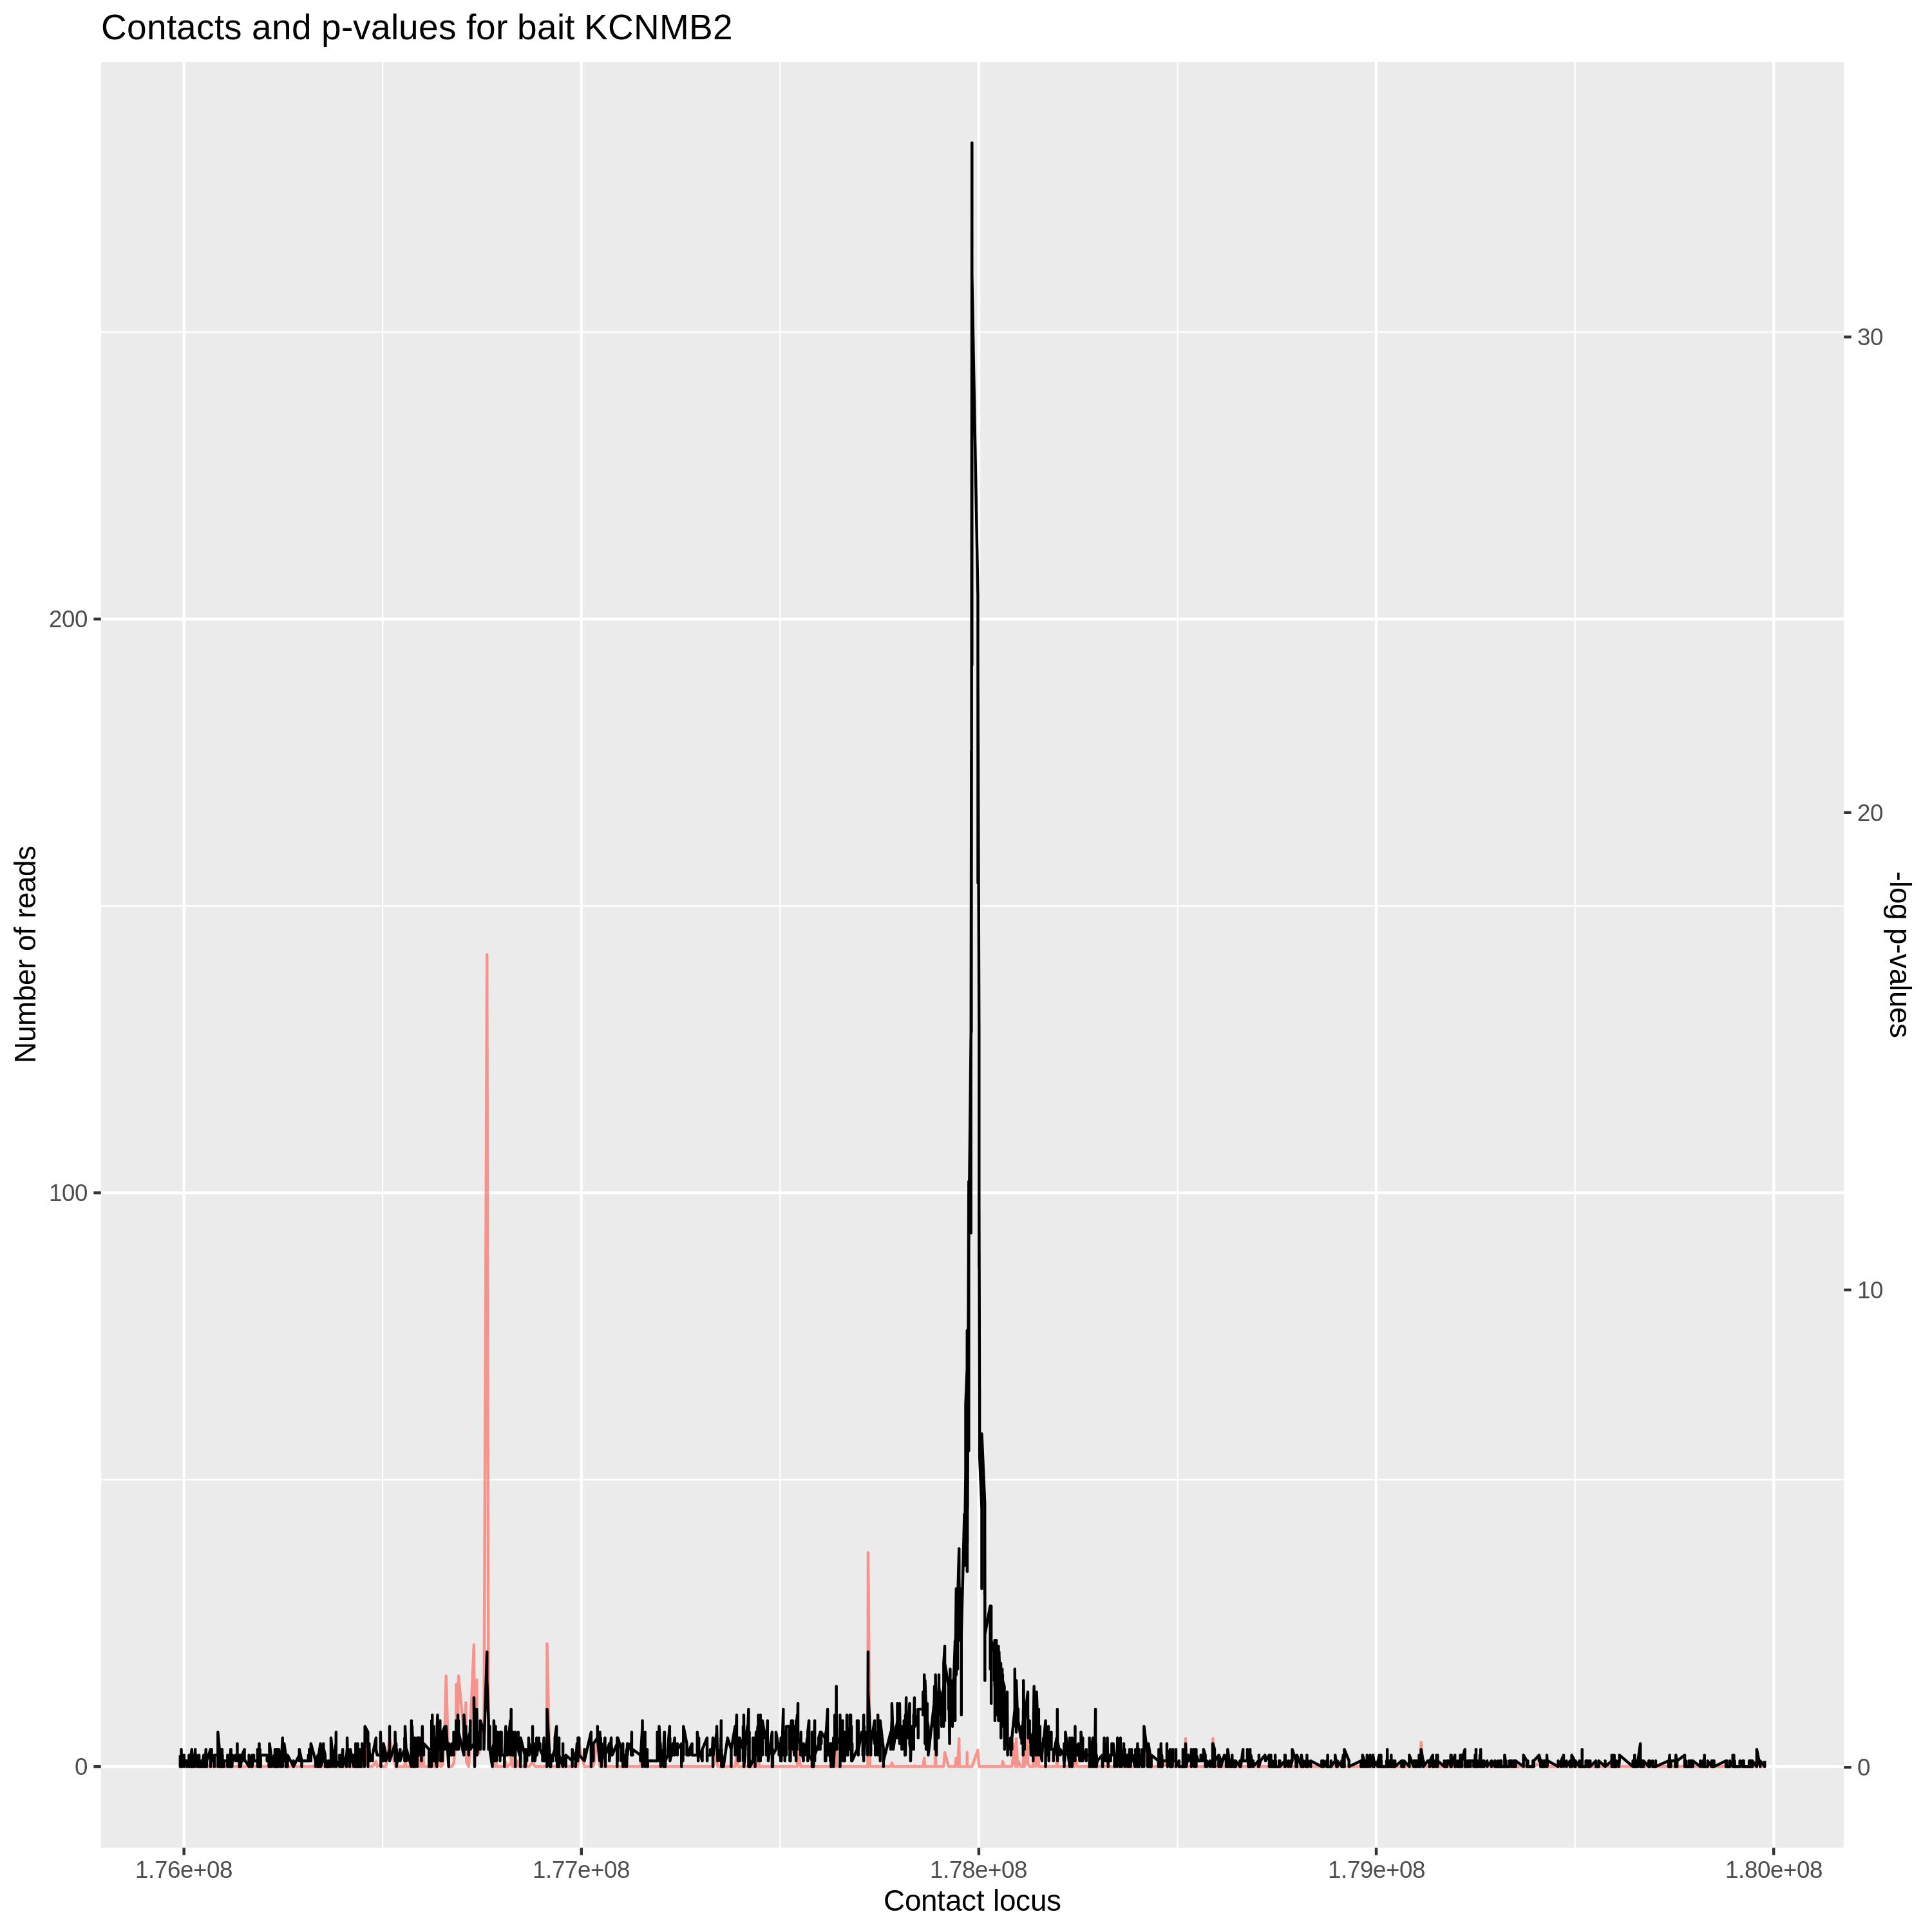 Contacts and p-values for bait KCNMB2
Number of reads
200
100
0
30
20
10
0
-log p-values
1.76e+08
1.77e+08
1.78e+08
1.79e+08
1.80e+08
Contact locus